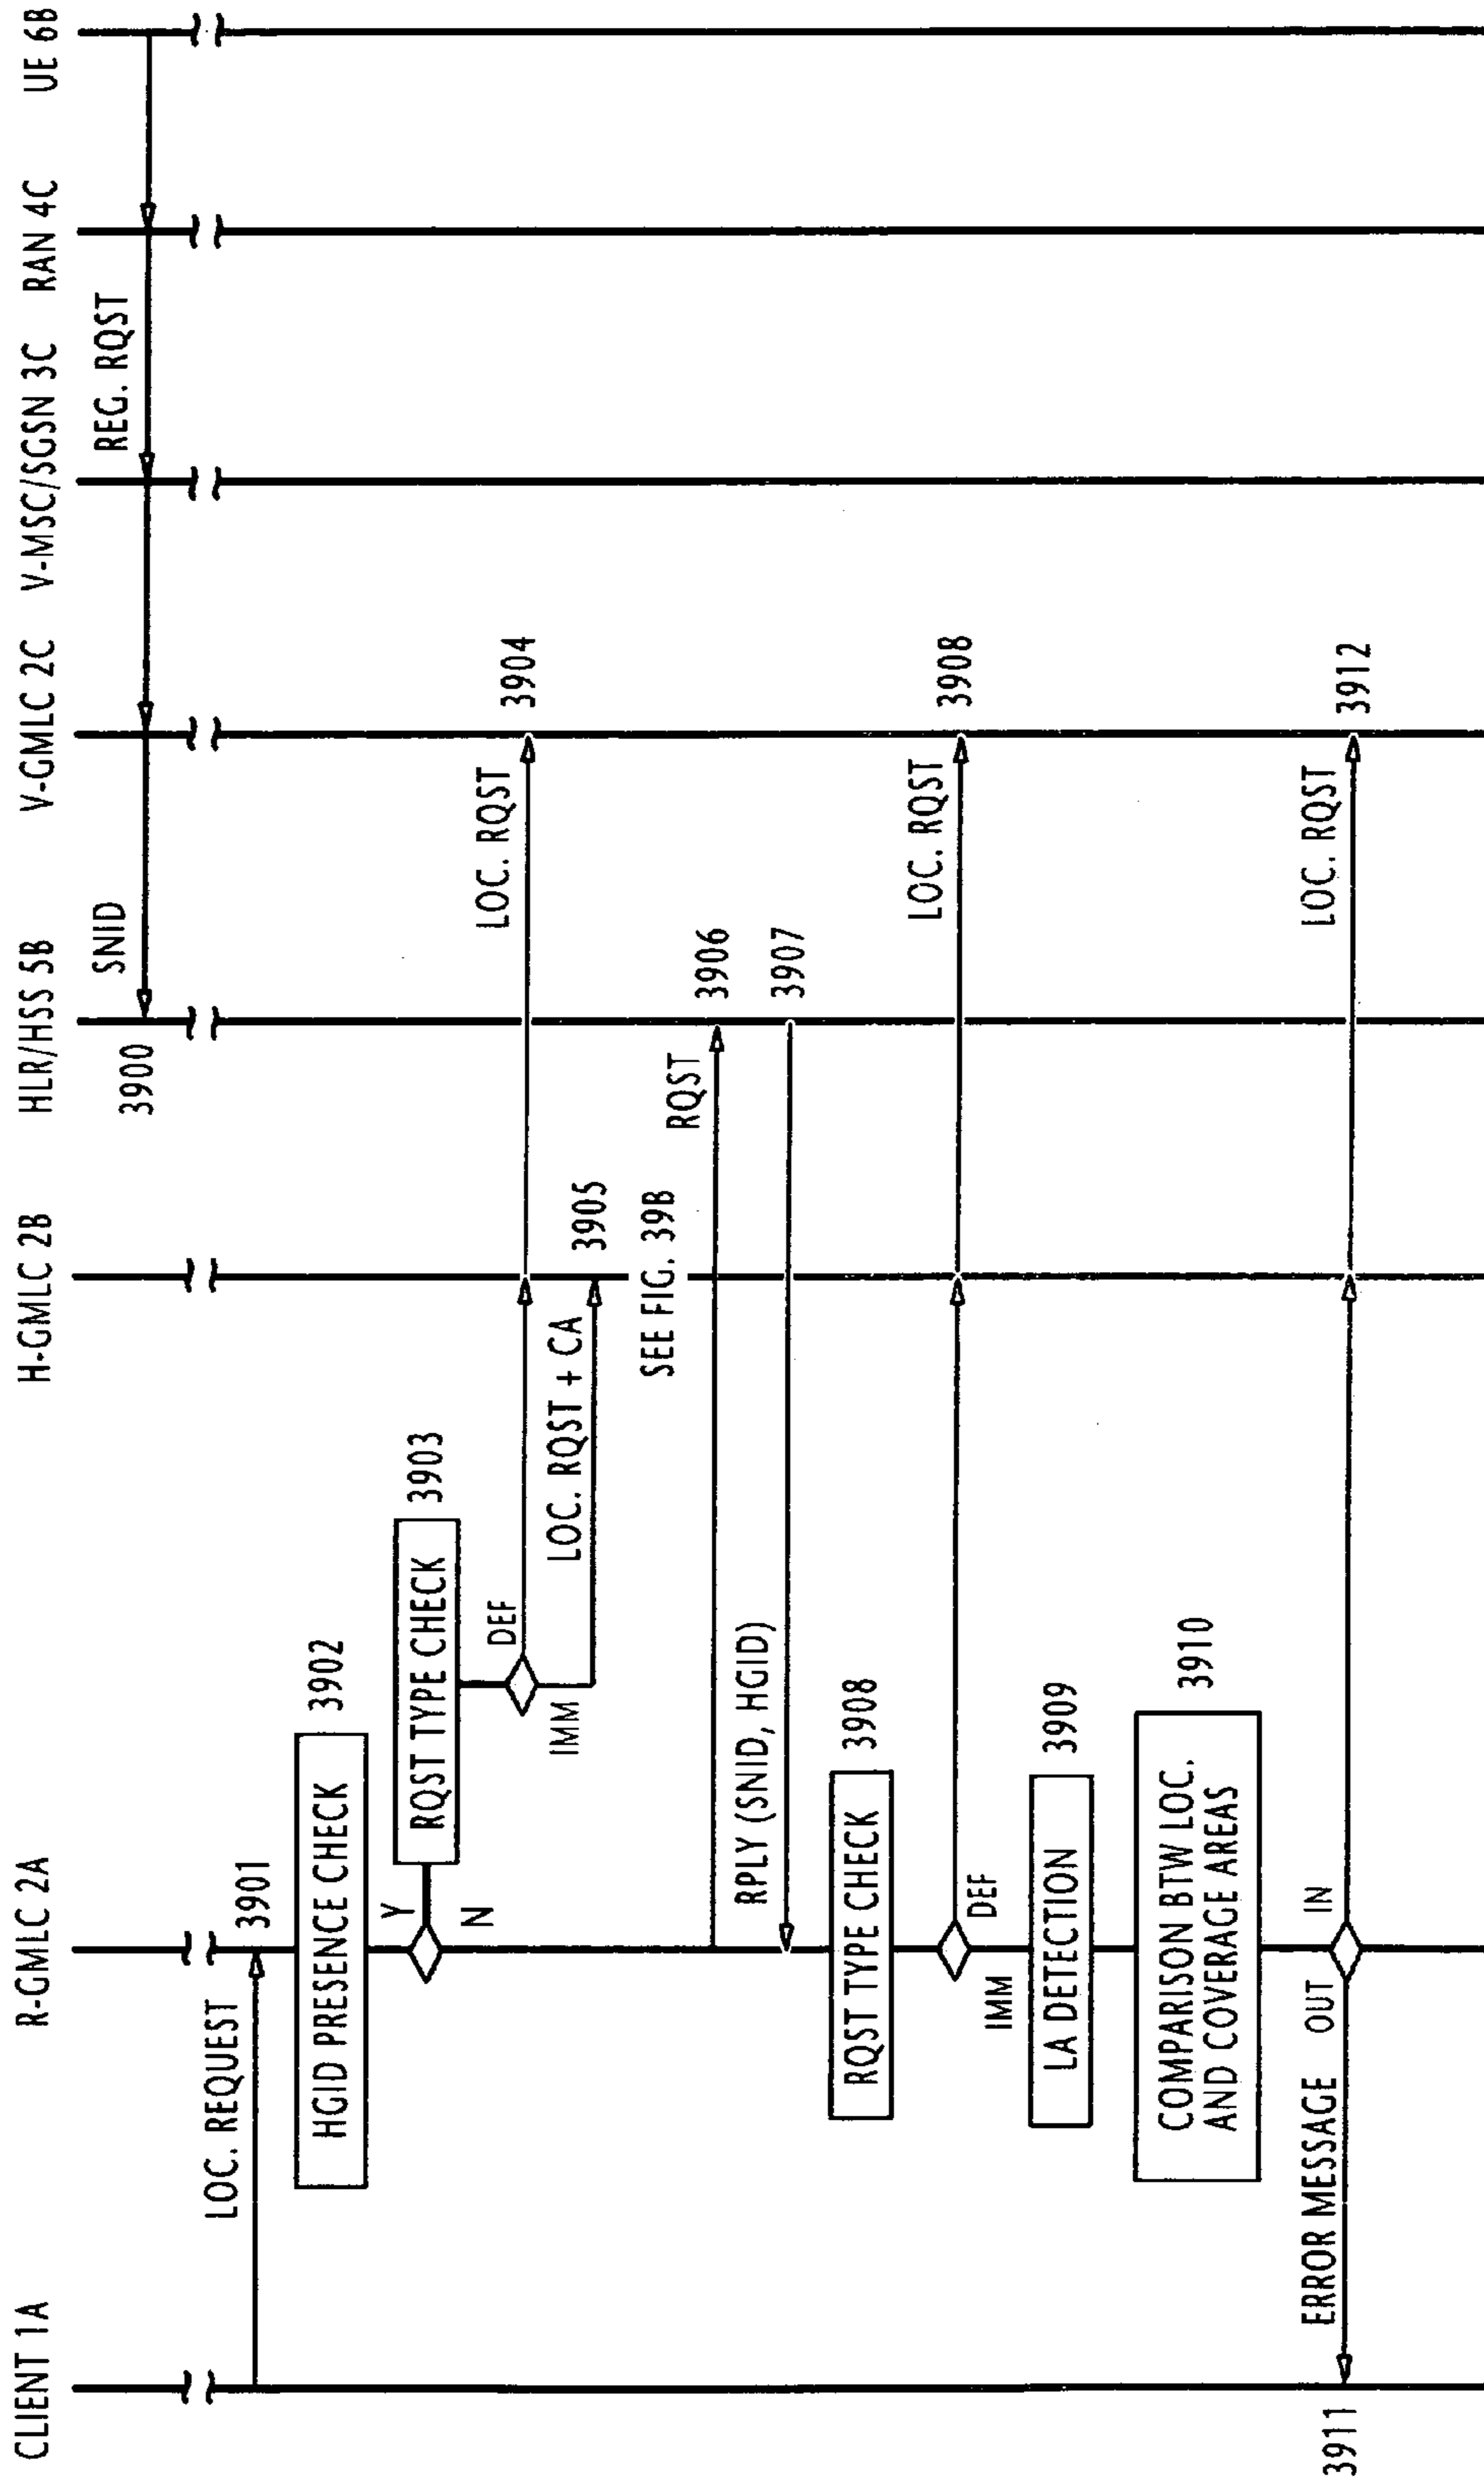 CLIENT 1A
R-GMLC 2A
H-GMLC 2B
HLR/HSS 5B
V-GMLC 2C
V-MSC/SGSN 3C
RAN 4C
UE 6B
3900
SNID
REG. RQST
LOC. REQUEST
3901
HGID PRESENCE CHECK
3902
Y
N
RQST TYPE CHECK
3903
DEF
IMM
LOC. RQST
3904
LOC. RQST + CA
3905
SEE FIG. 39B
RQST
3906
RPLY (SNID, HGID)
3907
RQST TYPE CHECK
3908
DEF
IMM
LOC. RQST
3908
LA DETECTION
3909
COMPARISON BTW LOC.
AND COVERAGE AREAS
3910
ERROR MESSAGE
OUT
IN
3911
LOC. RQST
3912